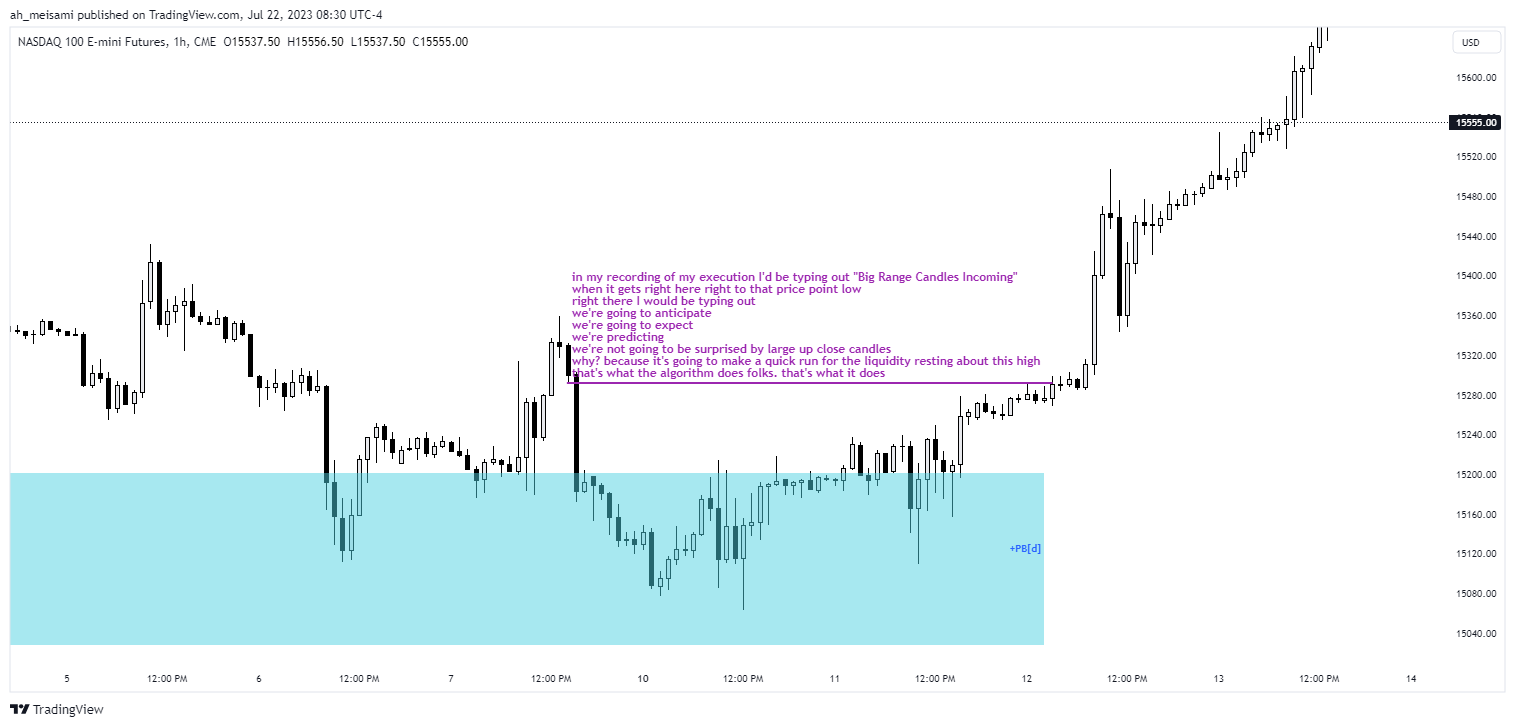 ah_meisami published on TradingView.com, Jul 22, 2023 08:30 UTC-4
NASDAQ 100 E-mini Futures, 1h, CME O15537.50 H15556.50 L15537.50 C15555.00
USD
15600.00
15555.00
15520.00
15480.00
15440.00
15400.00
15360.00
15320.00
15280.00
15240.00
15200.00
15160.00
15120.00
15080.00
15040.00
in my recording of my execution I'd be typing out "Big Range Candles Incoming"
when it gets right here right to that price point low
right there I would be typing out
we're going to anticipate
we're going to expect
we're predicting
we're not going to be surprised by large up close candles
why? because it's going to make a quick run for the liquidity resting about this high
that's what the algorithm does folks. that's what it does
+PB[d]
5 12:00 PM 6 12:00 PM 7 12:00 PM 10 12:00 PM 11 12:00 PM 12 12:00 PM 13 12:00 PM 14
TradingView